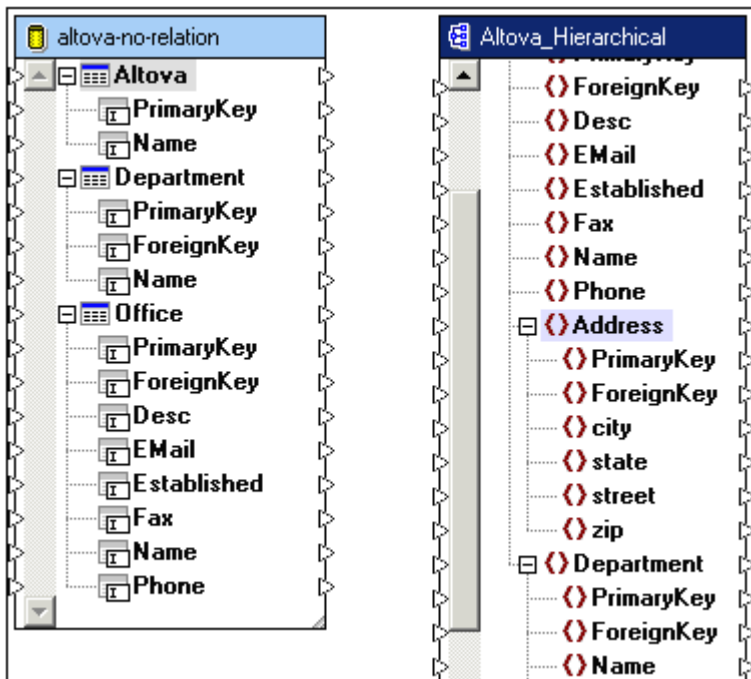 altova-no-relation
Altova
PrimaryKey
Name
Department
PrimaryKey
ForeignKey
Name
Office
PrimaryKey
ForeignKey
Desc
EMail
Established
Fax
Name
Phone
Altova_Hierarchical
PrimaryKey
ForeignKey
Desc
EMail
Established
Fax
Name
Phone
Address
PrimaryKey
ForeignKey
city
state
street
zip
Department
PrimaryKey
ForeignKey
Name